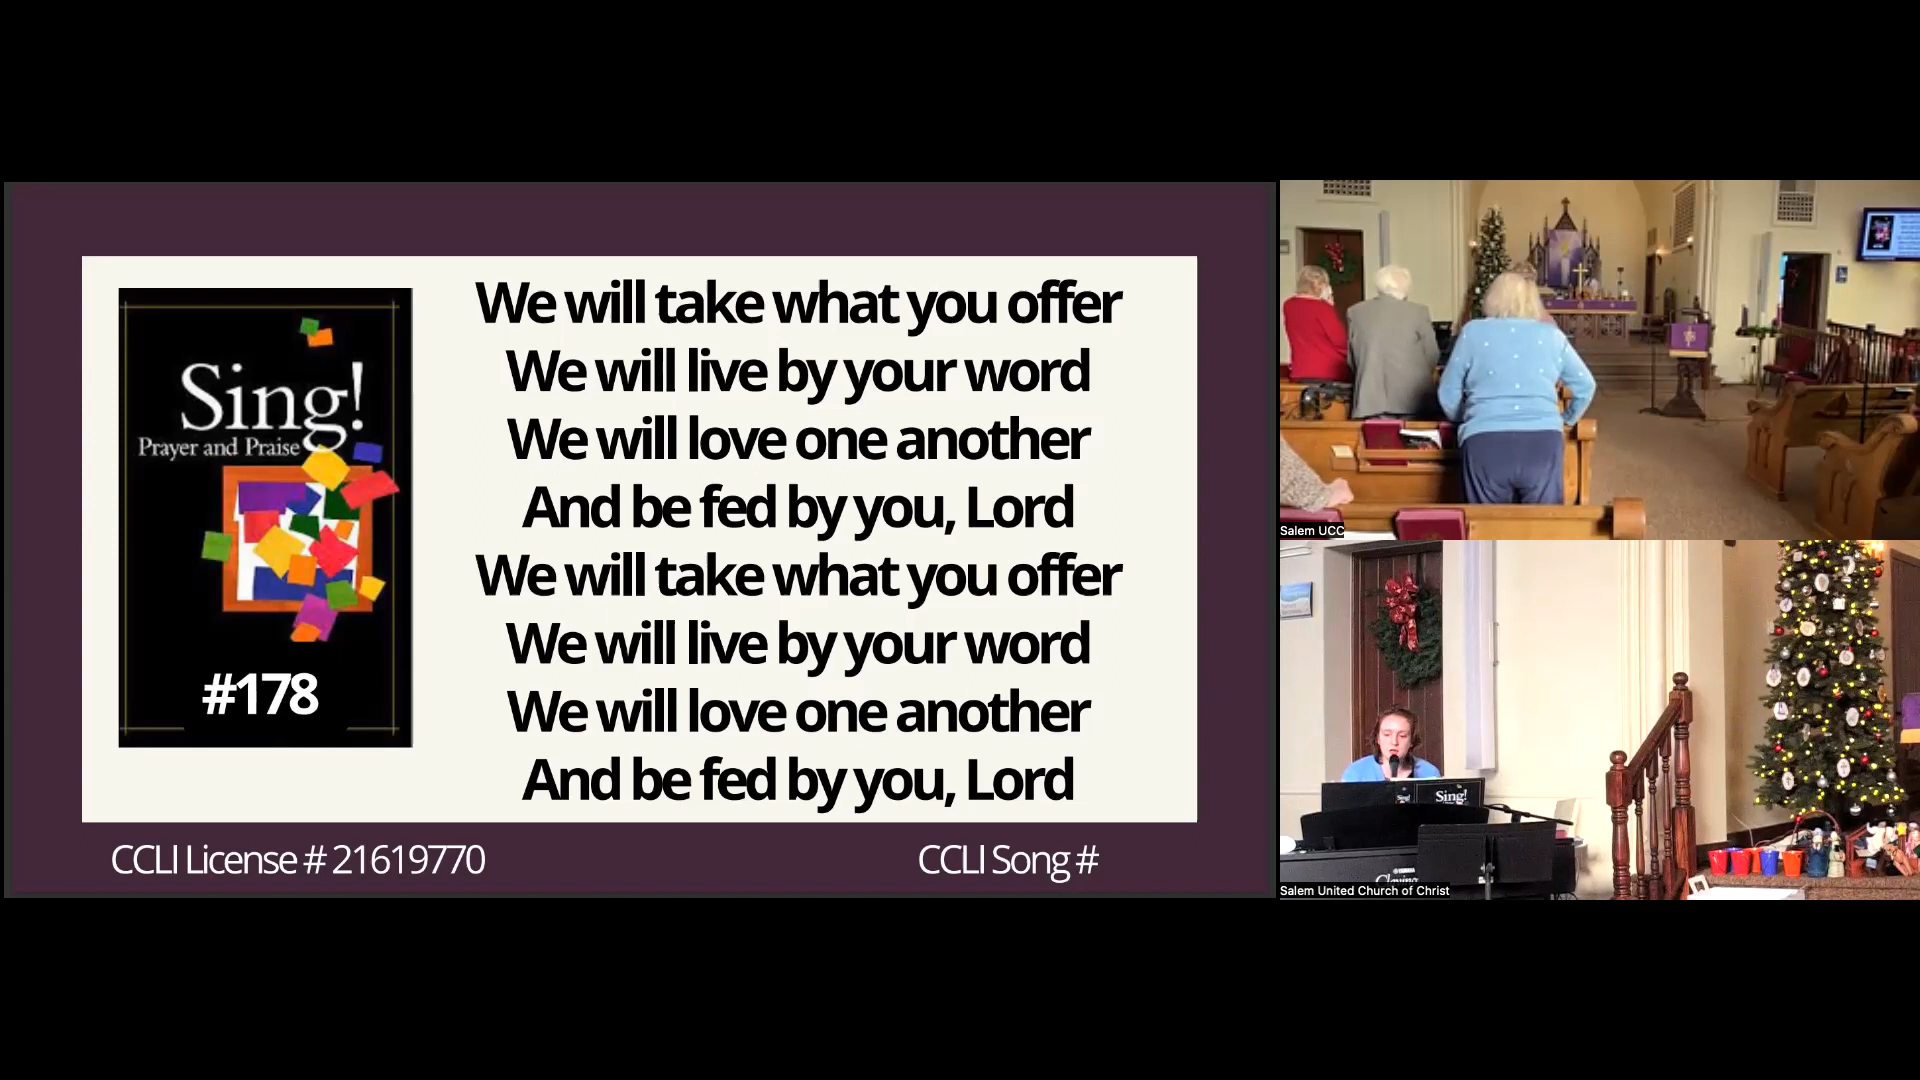 Sing!
Prayer and Praise
#178
We will take what you offer
We will live by your word
We will love one another
And be fed by you, Lord
We will take what you offer
We will live by your word
We will love one another
And be fed by you, Lord
CCLI License # 21619770
CCLI Song #
Salem UCC
Sing!
Sing!
YAMAHA
Salem United Church of Christ